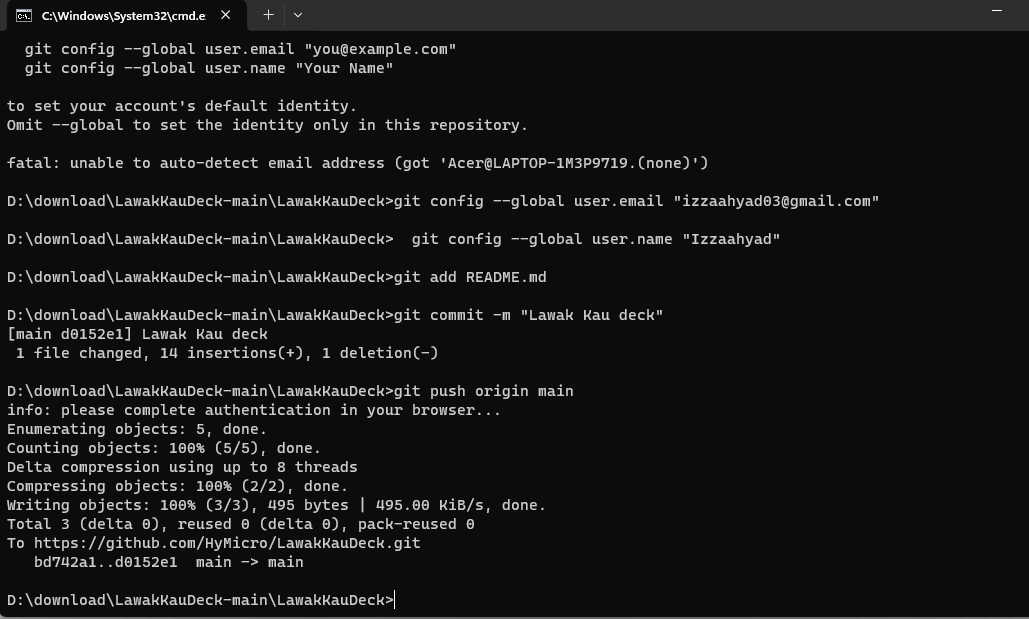 C:\Windows\System32\cmd.e
git config --global user.email "you@example.com"
git config --global user.name "Your Name"
to set your account's default identity.
Omit --global to set the identity only in this repository.
fatal: unable to auto-detect email address (got 'Acer@LAPTOP-1M3P9719.(none)')
D:\download\LawakKauDeck-main\LawakKauDeck>git config --global user.email "izzaahyad03@gmail.com"
D:\download\LawakKauDeck-main\LawakKauDeck>  git config --global user.name "Izzaahyad"
D:\download\LawakKauDeck-main\LawakKauDeck>git add README.md
D:\download\LawakKauDeck-main\LawakKauDeck>git commit -m "Lawak Kau deck"
[main d0152e1] Lawak Kau deck
1 file changed, 14 insertions(+), 1 deletion(-)
D:\download\LawakKauDeck-main\LawakKauDeck>git push origin main
info: please complete authentication in your browser...
Enumerating objects: 5, done.
Counting objects: 100% (5/5), done.
Delta compression using up to 8 threads
Compressing objects: 100% (2/2), done.
Writing objects: 100% (3/3), 495 bytes | 495.00 KiB/s, done.
Total 3 (delta 0), reused 0 (delta 0), pack-reused 0
To https://github.com/HyMicro/LawakKauDeck.git
bd742a1..d0152e1  main -> main
D:\download\LawakKauDeck-main\LawakKauDeck>